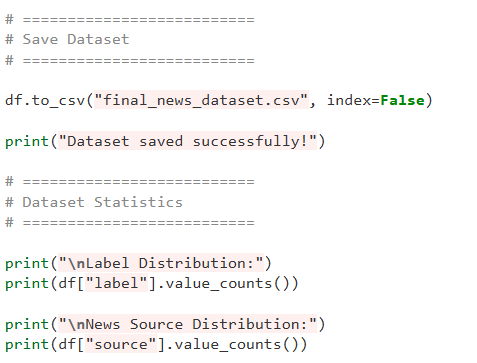 # ==========================
# Save Dataset
# ==========================
df.to_csv("final_news_dataset.csv", index=False)
print("Dataset saved successfully!")
# ==========================
# Dataset Statistics
# ==========================
print("\nLabel Distribution:")
print(df["label"].value_counts())
print("\nNews Source Distribution:")
print(df["source"].value_counts())